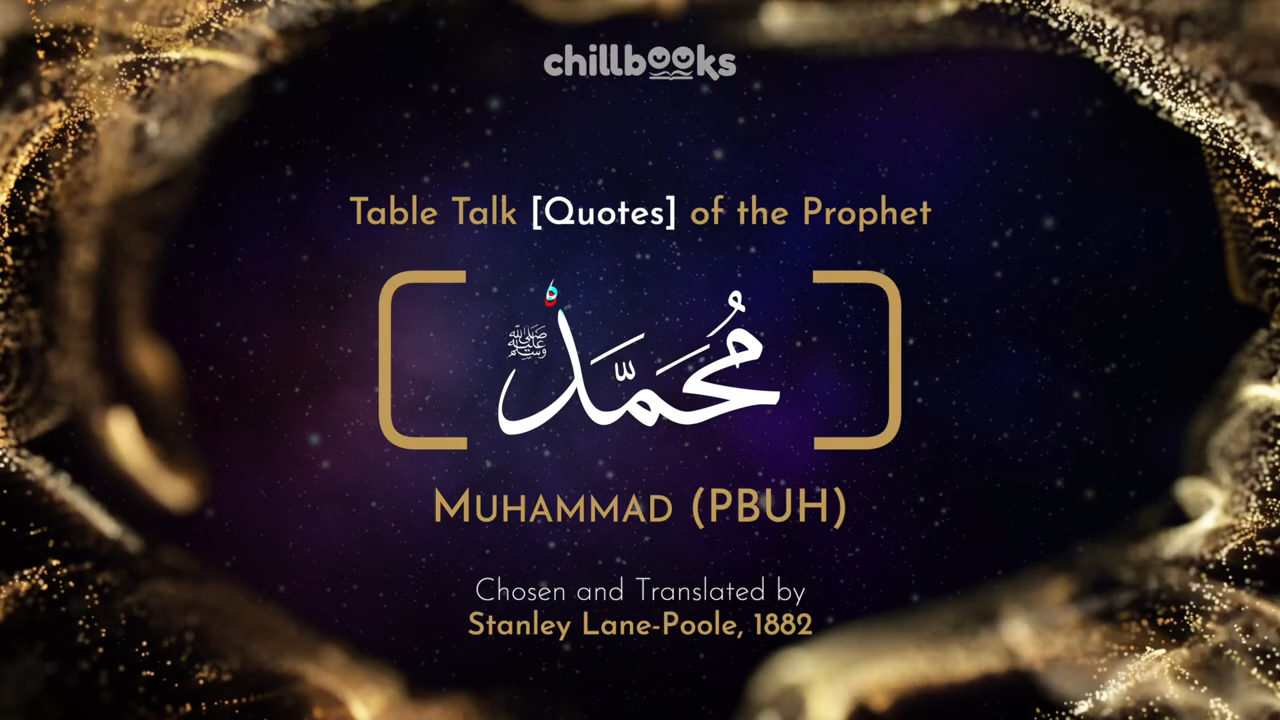 chillbooks
Table Talk [Quotes] of the Prophet
مُحَمَّدٌ
صلى الله
عليه
وسلم
MUHAMMAD (PBUH)
Chosen and Translated by
Stanley Lane-Poole, 1882